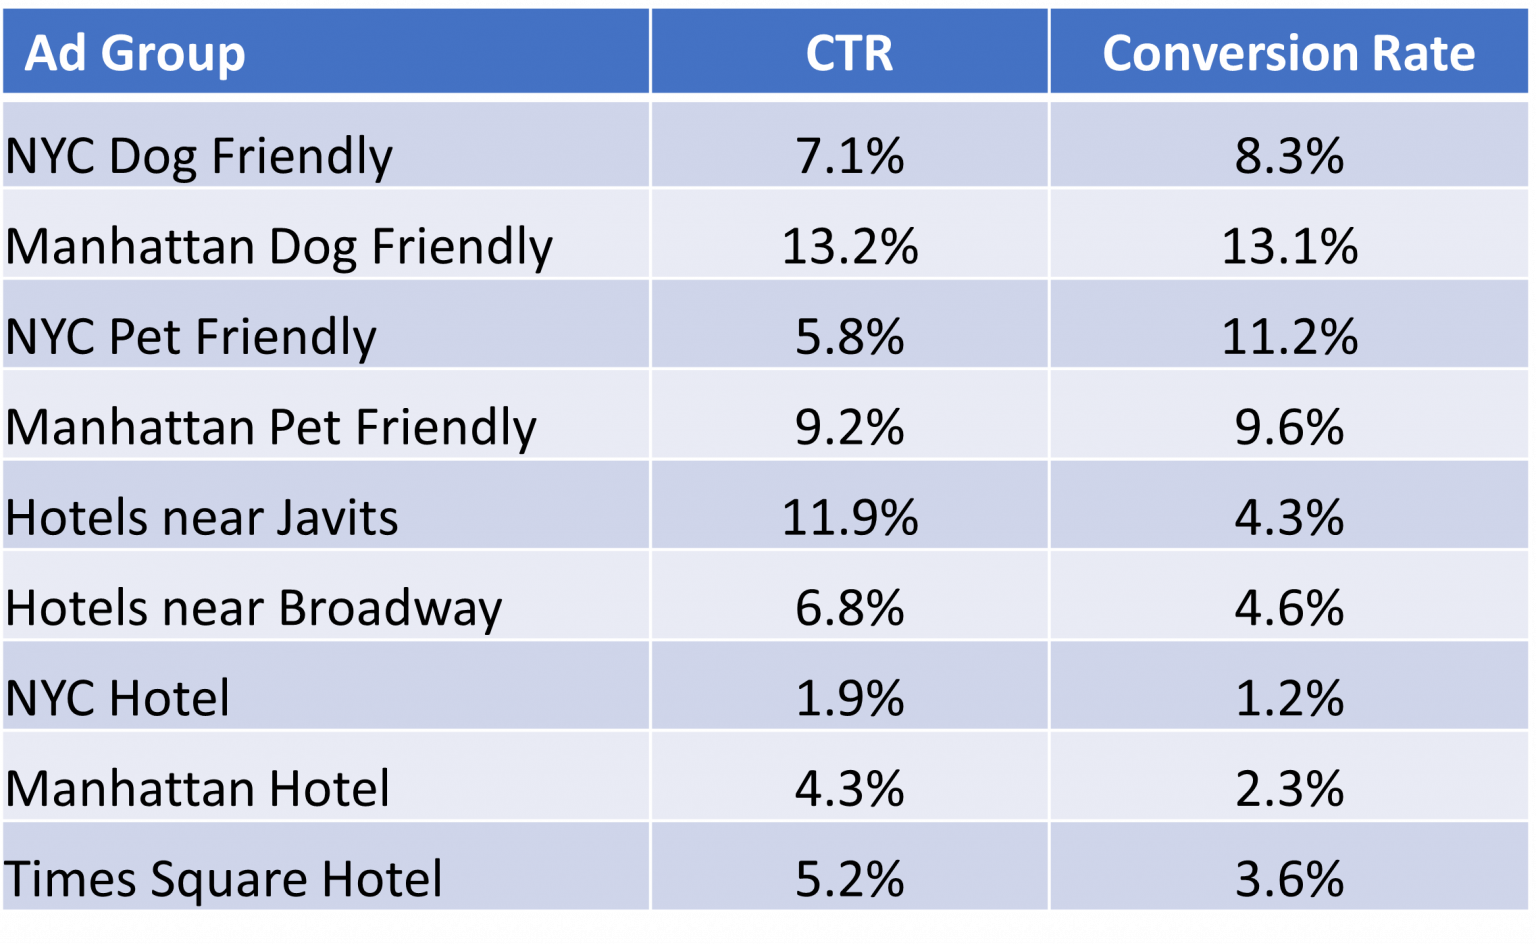 Ad Group CTR Conversion Rate
NYC Dog Friendly 7.1% 8.3%
Manhattan Dog Friendly 13.2% 13.1%
NYC Pet Friendly 5.8% 11.2%
Manhattan Pet Friendly 9.2% 9.6%
Hotels near Javits 11.9% 4.3%
Hotels near Broadway 6.8% 4.6%
NYC Hotel 1.9% 1.2%
Manhattan Hotel 4.3% 2.3%
Times Square Hotel 5.2% 3.6%